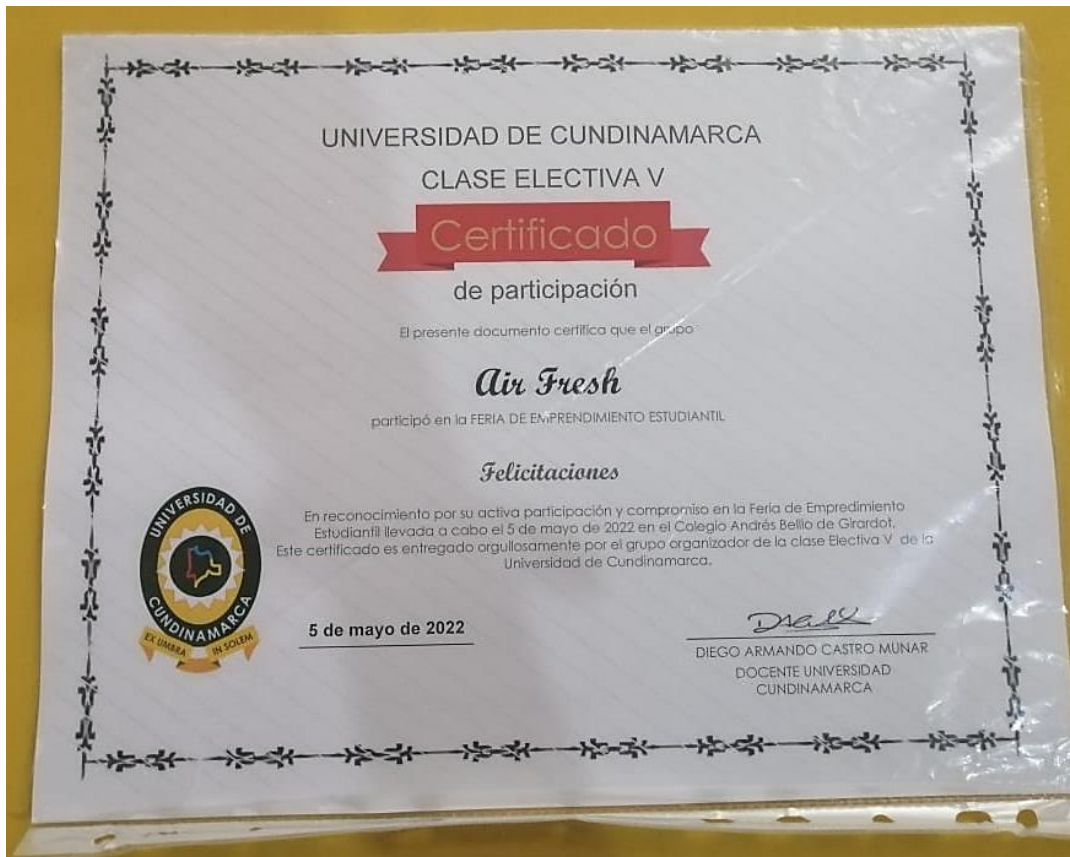 UNIVERSIDAD DE CUNDINAMARCA
CLASE ELECTIVA V
Certificado
de participación
El presente documento certifica que el grupo
Air Fresh
participó en la FERIA DE EMPRENDIMIENTO ESTUDIANTIL
Felicitaciones
En reconocimiento por su activa participación y compromiso en la Feria de Empredimiento
Estudiantil llevada a cabo el 5 de mayo de 2022 en el Colegio Andrés Bellio de Girardot.
Este certificado es entregado orgullosamente por el grupo organizador de la clase Electiva V de la
Universidad de Cundinamarca.
UNIVERSIDAD DE
CUNDINAMARCA
EX UMBRA IN SOLEM
5 de mayo de 2022
DIEGO ARMANDO CASTRO MUNAR
DOCENTE UNIVERSIDAD
CUNDINAMARCA